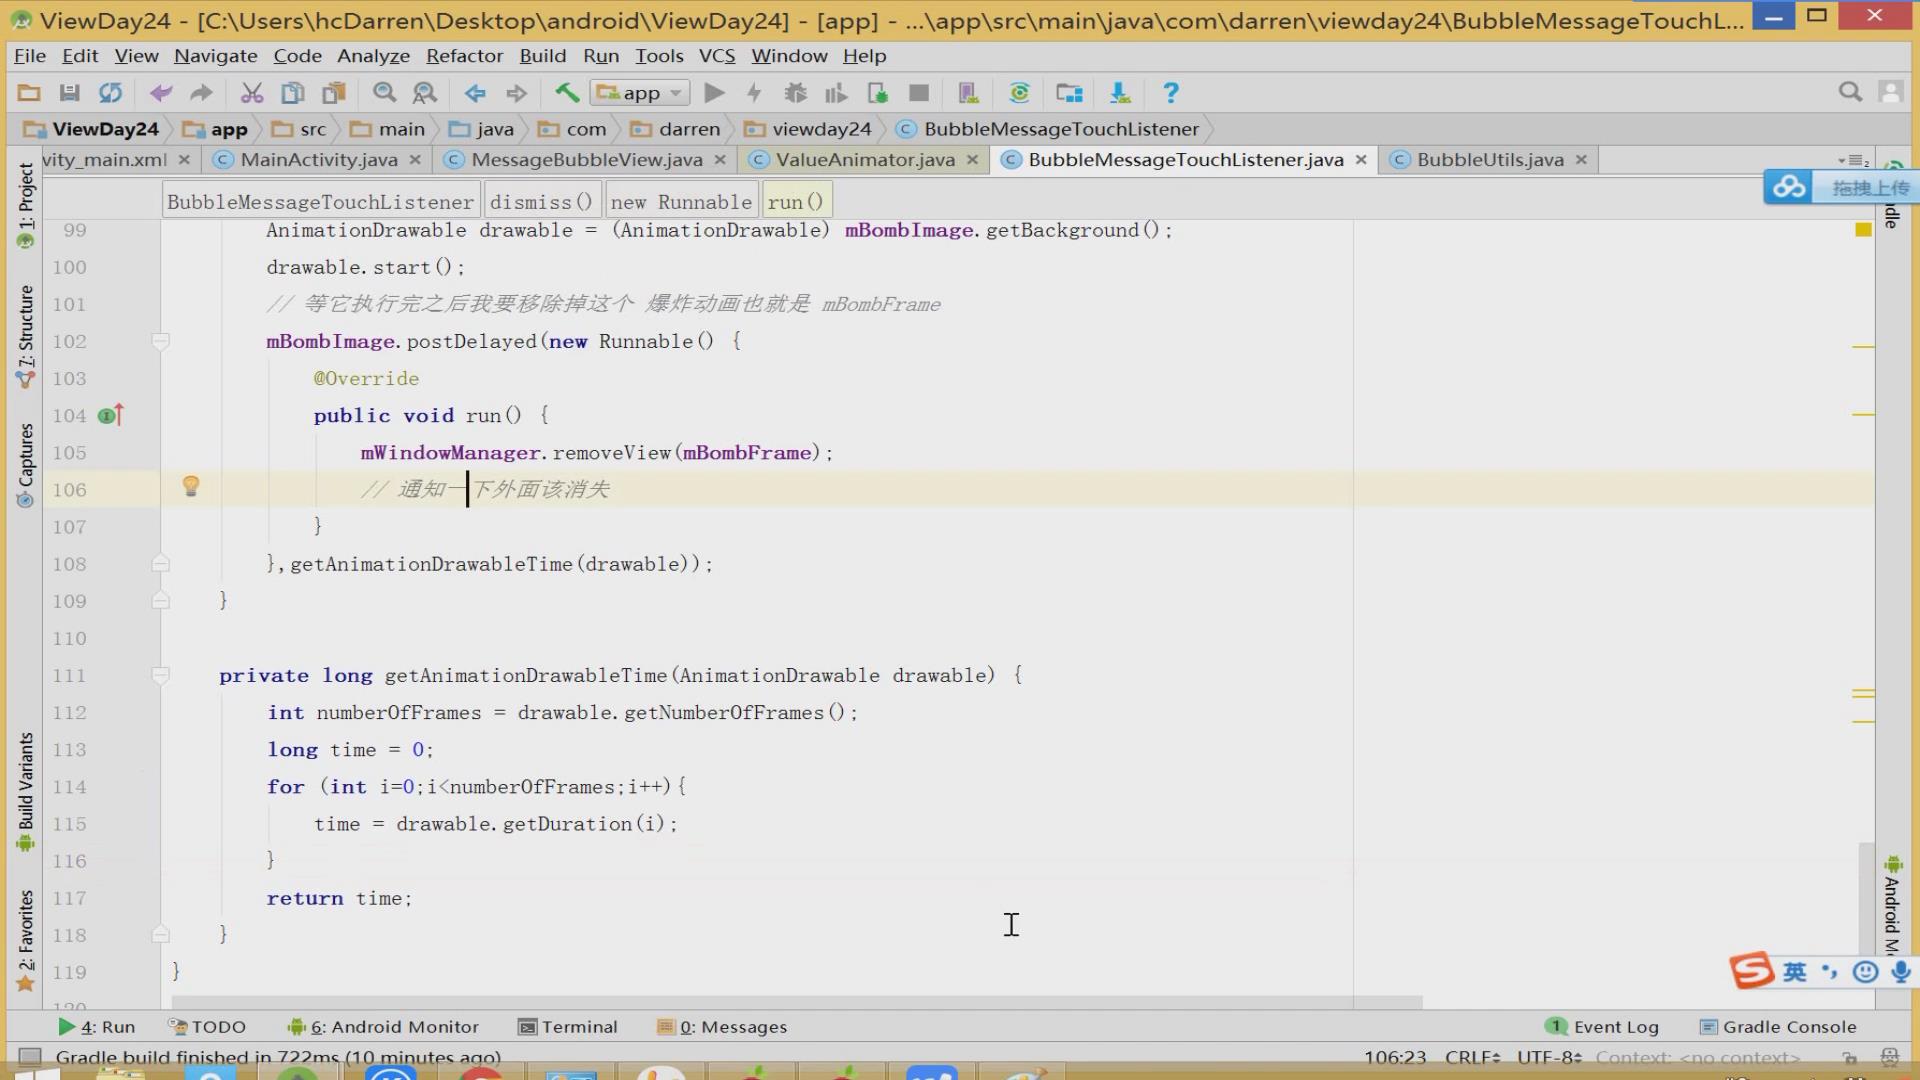 ViewDay24 - [C:\Users\hcDarren\Desktop\android\ViewDay24] - [app] - ...\app\src\main\java\com\darren\viewday24\BubbleMessageTouchL...
File Edit View Navigate Code Analyze Refactor Build Run Tools VCS Window Help
app
ViewDay24 app src main java com darren viewday24 BubbleMessageTouchListener
vity_main.xml MainActivity.java MessageBubbleView.java ValueAnimator.java BubbleMessageTouchListener.java BubbleUtils.java
拖拽上传
BubbleMessageTouchListener dismiss() new Runnable run()
99 AnimationDrawable drawable = (AnimationDrawable) mBombImage.getBackground();
100 drawable.start();
101 // 等它执行完之后我要移除掉这个 爆炸动画也就是 mBombFrame
102 mBombImage.postDelayed(new Runnable() {
103 @Override
104 public void run() {
105 mWindowManager.removeView(mBombFrame);
106 // 通知一下外面该消失
107 }
108 },getAnimationDrawableTime(drawable));
109 }
110
111 private long getAnimationDrawableTime(AnimationDrawable drawable) {
112 int numberOfFrames = drawable.getNumberOfFrames();
113 long time = 0;
114 for (int i=0;i<numberOfFrames;i++){
115 time = drawable.getDuration(i);
116 }
117 return time;
118 }
119 }
120
1: Project
7: Structure
Captures
Build Variants
2: Favorites
dle
Android M
英
4: Run TODO 6: Android Monitor Terminal 0: Messages 1 Event Log Gradle Console
Gradle build finished in 722ms (10 minutes ago) 106:23 CRLF UTF-8 Context: <no context>